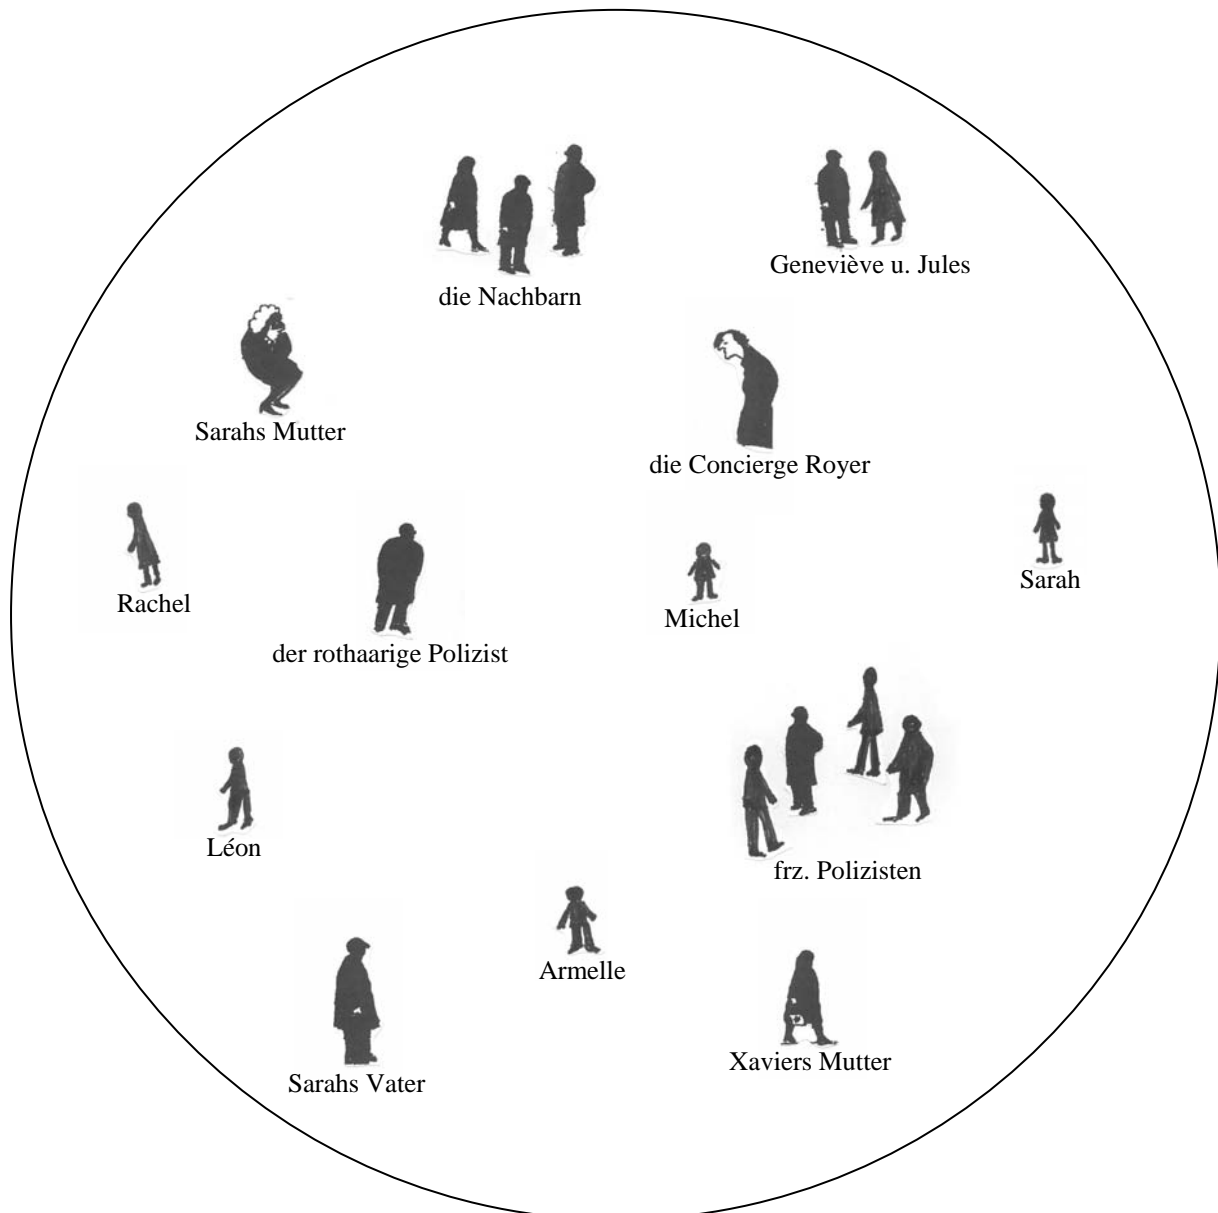 Geneviève u. Jules
die Nachbarn
Sarahs Mutter
die Concierge Royer
Sarah
Rachel
Michel
der rothaarige Polizist
Léon
frz. Polizisten
Armelle
Xaviers Mutter
Sarahs Vater